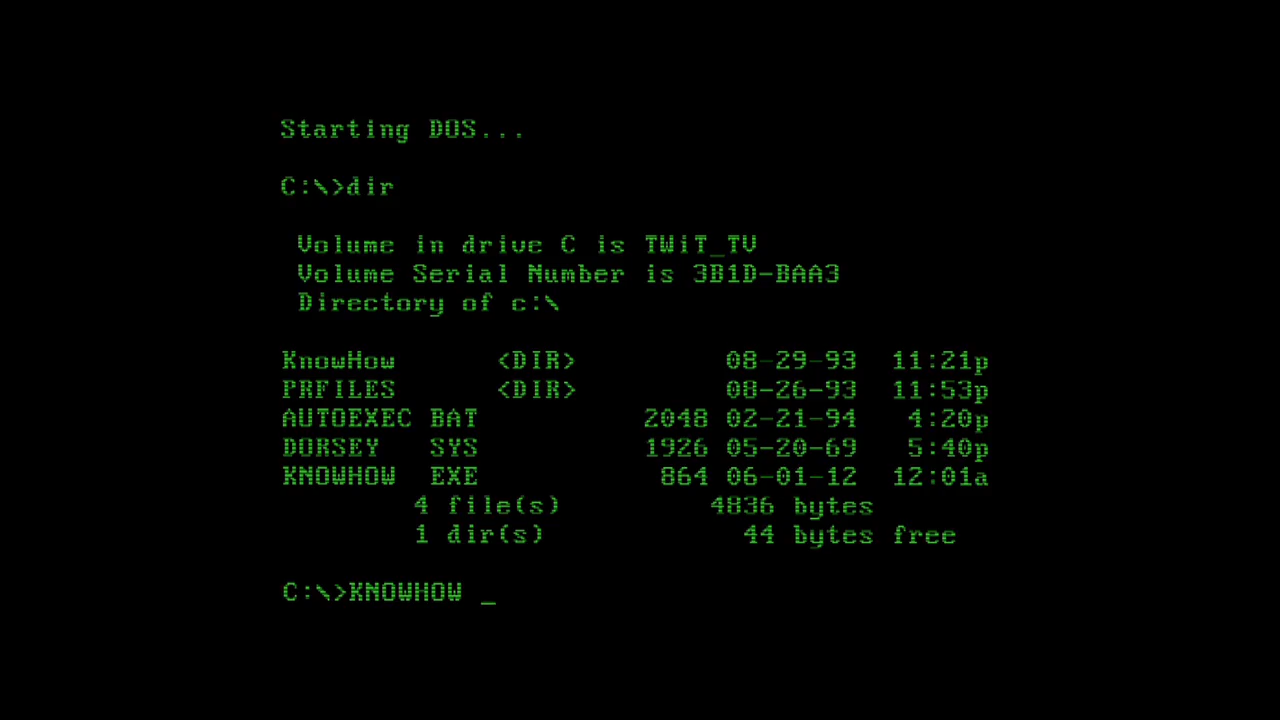 Starting DOS...
C:\>dir
Volume in drive C is TWiT_TV
Volume Serial Number is 3B1D-BAA3
Directory of c:\
KnowHow <DIR> 08-29-93 11:21p
PRFILES <DIR> 08-26-93 11:53p
AUTOEXEC BAT 2048 02-21-94 4:20p
DORSEY SYS 1926 05-20-69 5:40p
KNOWHOW EXE 864 06-01-12 12:01a
4 file(s) 4836 bytes
1 dir(s) 44 bytes free
C:\>KNOWHOW _